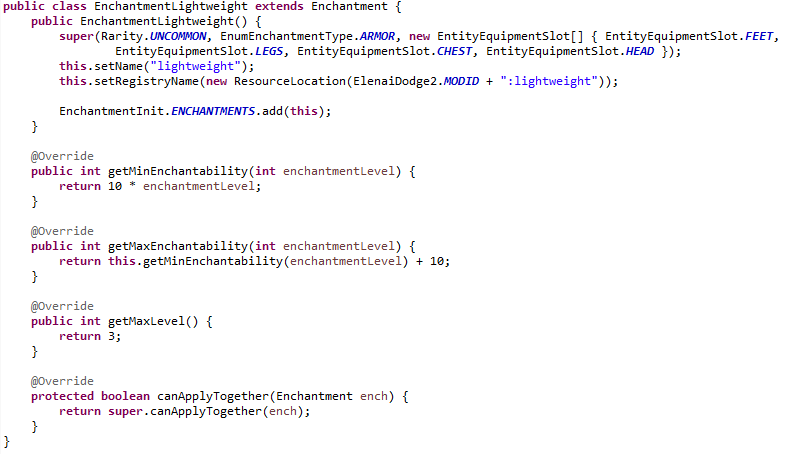 public class EnchantmentLightweight extends Enchantment {
    public EnchantmentLightweight() {
        super(Rarity.UNCOMMON, EnumEnchantmentType.ARMOR, new EntityEquipmentSlot[] { EntityEquipmentSlot.FEET,
                EntityEquipmentSlot.LEGS, EntityEquipmentSlot.CHEST, EntityEquipmentSlot.HEAD });
        this.setName("lightweight");
        this.setRegistryName(new ResourceLocation(ElenaiDodge2.MODID + ":lightweight"));

        EnchantmentInit.ENCHANTMENTS.add(this);
    }

    @Override
    public int getMinEnchantability(int enchantmentLevel) {
        return 10 * enchantmentLevel;
    }

    @Override
    public int getMaxEnchantability(int enchantmentLevel) {
        return this.getMinEnchantability(enchantmentLevel) + 10;
    }

    @Override
    public int getMaxLevel() {
        return 3;
    }

    @Override
    protected boolean canApplyTogether(Enchantment ench) {
        return super.canApplyTogether(ench);
    }
}